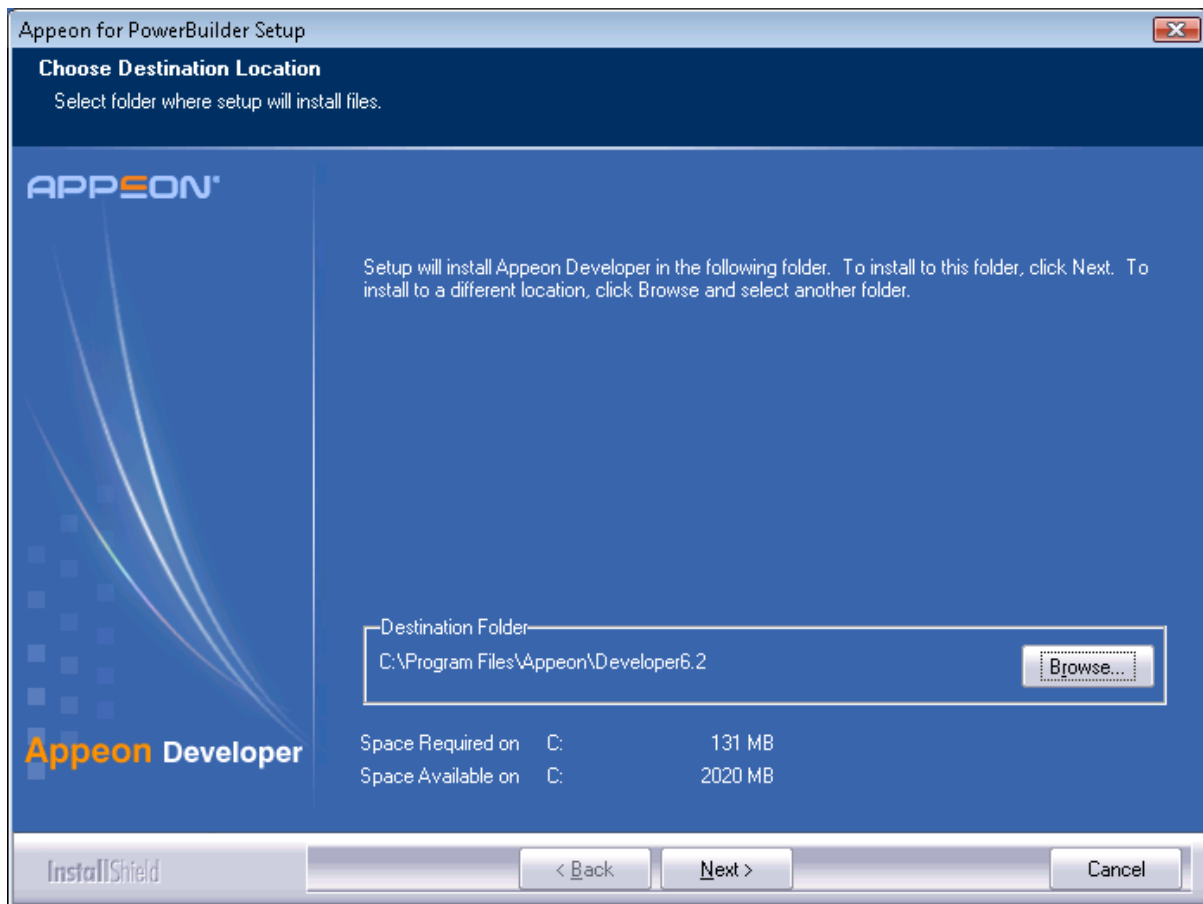 Appeon for PowerBuilder Setup
Choose Destination Location
Select folder where setup will install files.
APPEON®
Setup will install Appeon Developer in the following folder. To install to this folder, click Next. To
install to a different location, click Browse and select another folder.
Destination Folder
C:\Program Files\Appeon\Developer6.2
Browse...
Appeon Developer
Space Required on C: 131 MB
Space Available on C: 2020 MB
InstallShield
< Back
Next >
Cancel